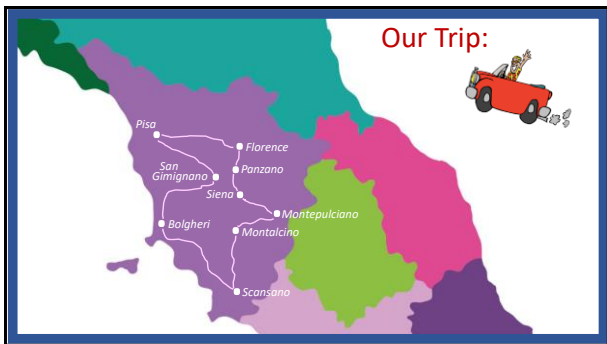 Our Trip:
Pisa
Florence
San
Gimignano
Panzano
Siena
Montepulciano
Bolgheri
Montalcino
Scansano